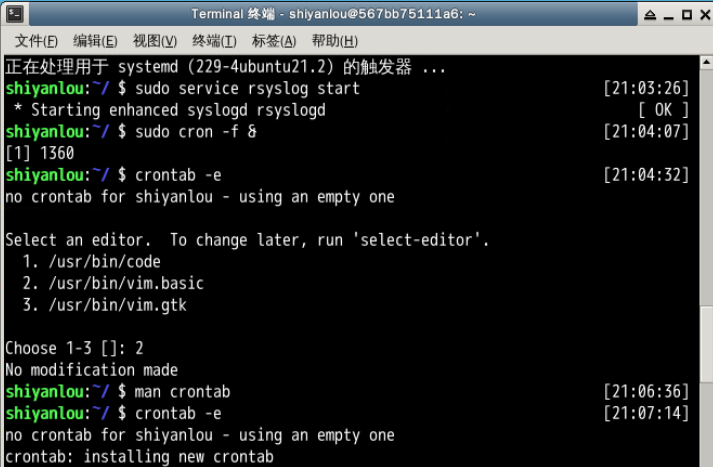 Terminal 终端 - shiyanlou@567bb75111a6: ~
文件(F) 编辑(E) 视图(V) 终端(T) 标签(A) 帮助(H)
正在处理用于 systemd (229-4ubuntu21.2) 的触发器 ...
shiyanlou:~/ $ sudo service rsyslog start [21:03:26]
 * Starting enhanced syslogd rsyslogd [ OK ]
shiyanlou:~/ $ sudo cron -f & [21:04:07]
[1] 1360
shiyanlou:~/ $ crontab -e [21:04:32]
no crontab for shiyanlou - using an empty one
Select an editor.  To change later, run 'select-editor'.
  1. /usr/bin/code
  2. /usr/bin/vim.basic
  3. /usr/bin/vim.gtk
Choose 1-3 []: 2
No modification made
shiyanlou:~/ $ man crontab [21:06:36]
shiyanlou:~/ $ crontab -e [21:07:14]
no crontab for shiyanlou - using an empty one
crontab: installing new crontab